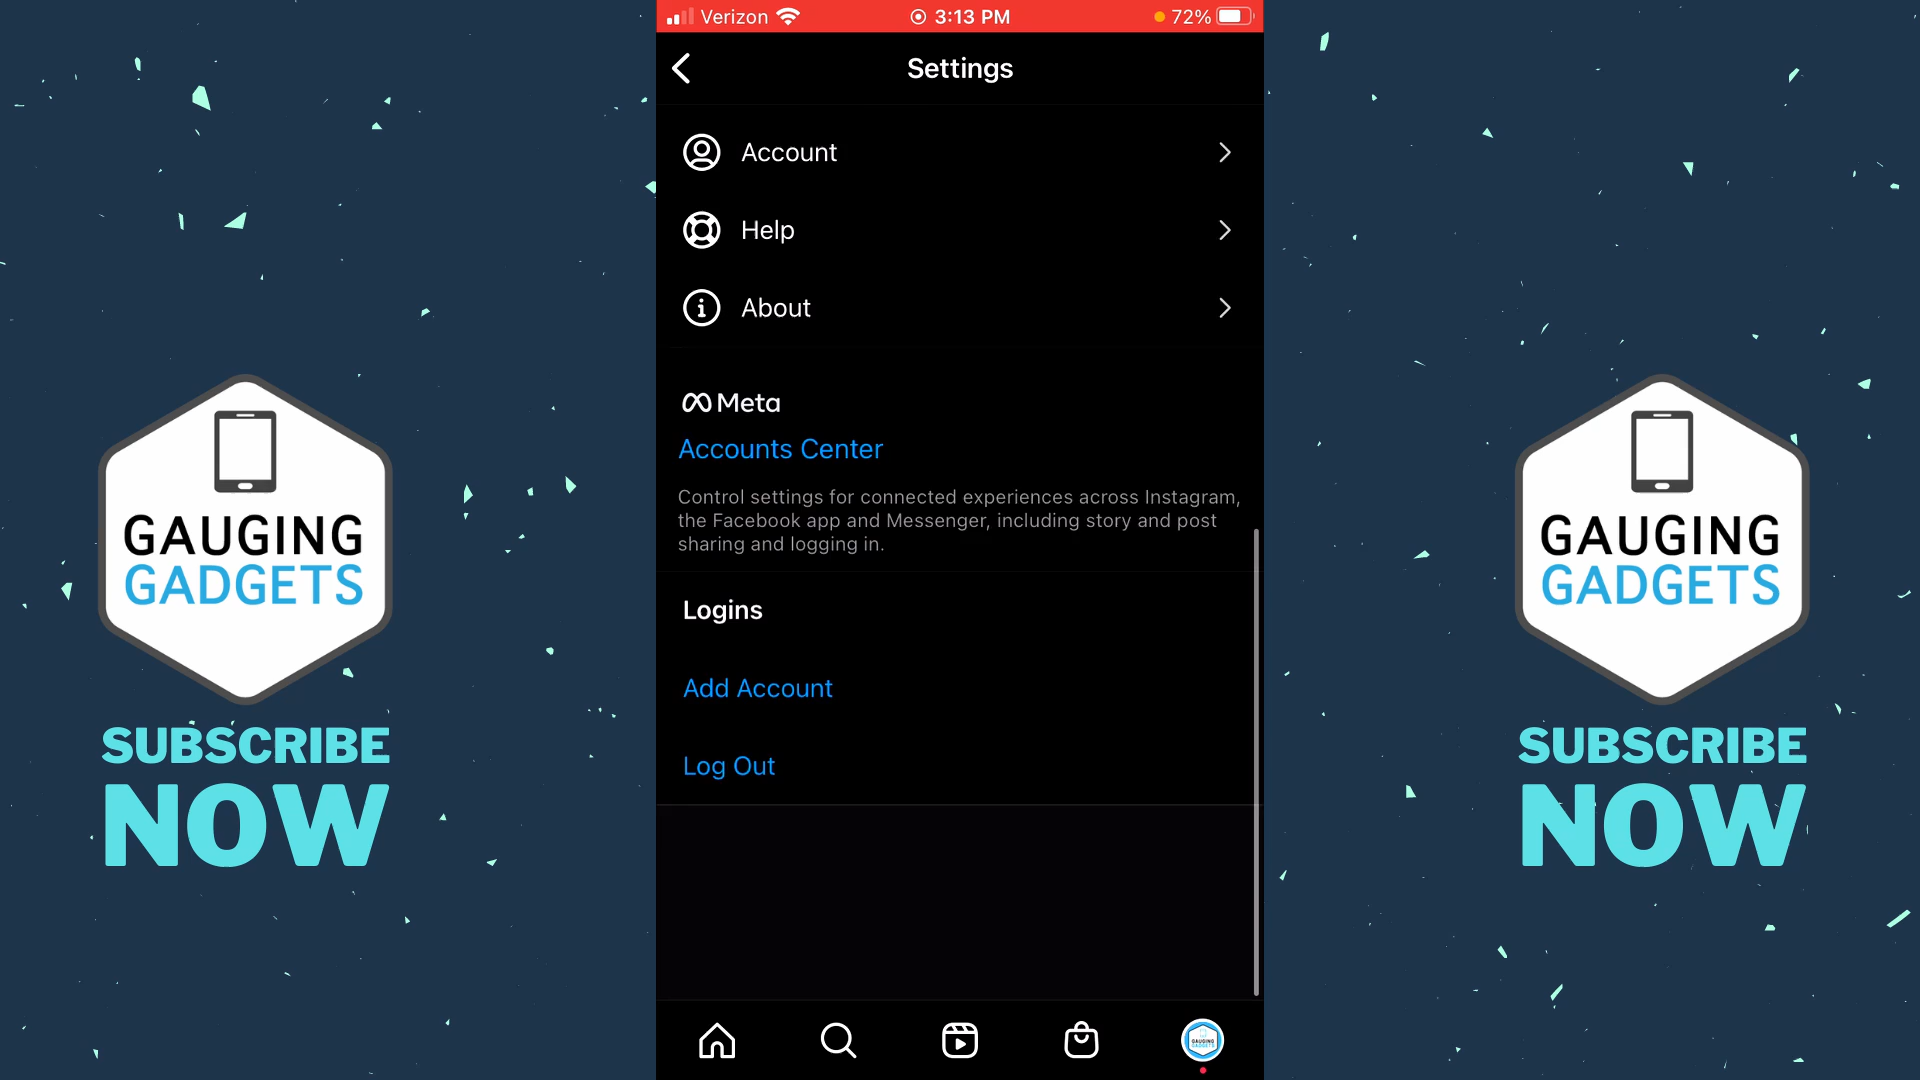 Verizon 3:13 PM 72%
Settings
Account
Help
About
Meta
Accounts Center
Control settings for connected experiences across Instagram,
the Facebook app and Messenger, including story and post
sharing and logging in.
Logins
Add Account
Log Out
GAUGING
GADGETS
SUBSCRIBE
NOW
GAUGING
GADGETS
SUBSCRIBE
NOW
GAUGING
GADGETS